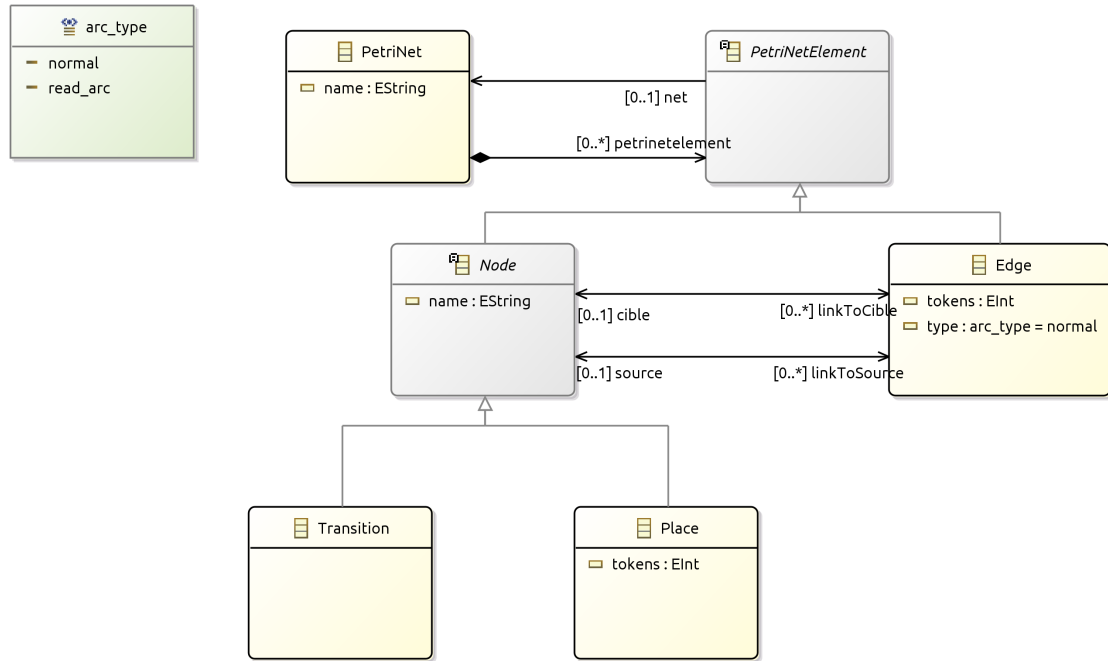 arc_type
normal
read_arc
PetriNet
name : EString
PetriNetElement
[0..1] net
[0..*] petrinetelement
Node
name : EString
Edge
tokens : EInt
type : arc_type = normal
[0..1] cible
[0..*] linkToCible
[0..1] source
[0..*] linkToSource
Transition
Place
tokens : EInt